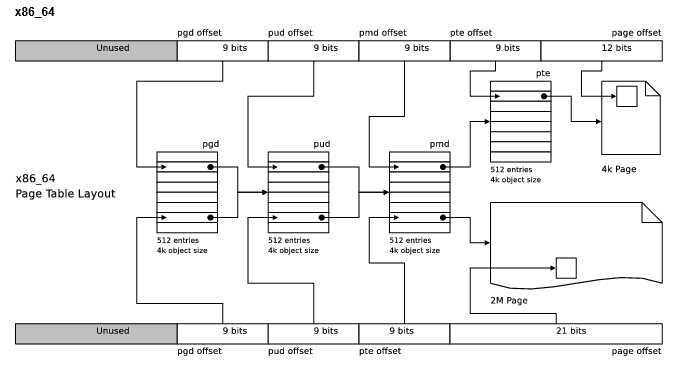 x86_64
pgd offset pud offset pmd offset pte offset page offset
Unused 9 bits 9 bits 9 bits 9 bits 12 bits
pte
pgd pud pmd
512 entries
4k object size
4k Page
x86_64
Page Table Layout
512 entries 512 entries 512 entries
4k object size 4k object size 4k object size
2M Page
Unused 9 bits 9 bits 9 bits 21 bits
pgd offset pud offset pte offset page offset